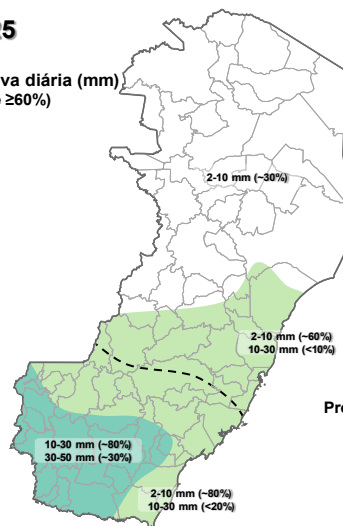 25
va diária (mm)
≥60%)
2-10 mm (~30%)
2-10 mm (~60%)
10-30 mm (<10%)
Pr
10-30 mm (~80%)
30-50 mm (~30%)
2-10 mm (~80%)
10-30 mm (<20%)